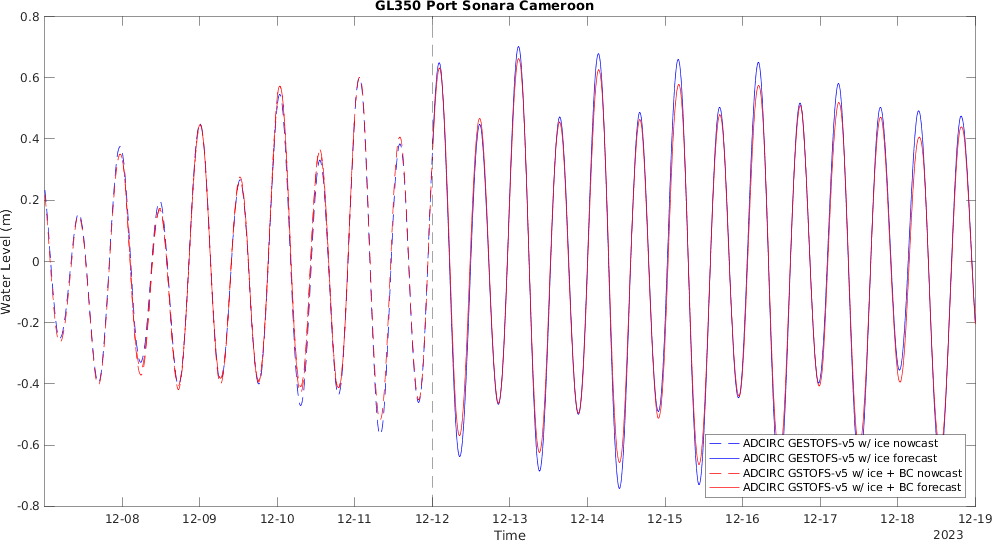 GL350 Port Sonara Cameroon
0.8
0.6
0.4
0.2
0
-0.2
-0.4
-0.6
-0.8
Water Level (m)
ADCIRC GESTOFS-v5 w/ ice nowcast
ADCIRC GESTOFS-v5 w/ ice forecast
ADCIRC GSTOFS-v5 w/ ice + BC nowcast
ADCIRC GSTOFS-v5 w/ ice + BC forecast
12-08 12-09 12-10 12-11 12-12 12-13 12-14 12-15 12-16 12-17 12-18 12-19
Time
2023